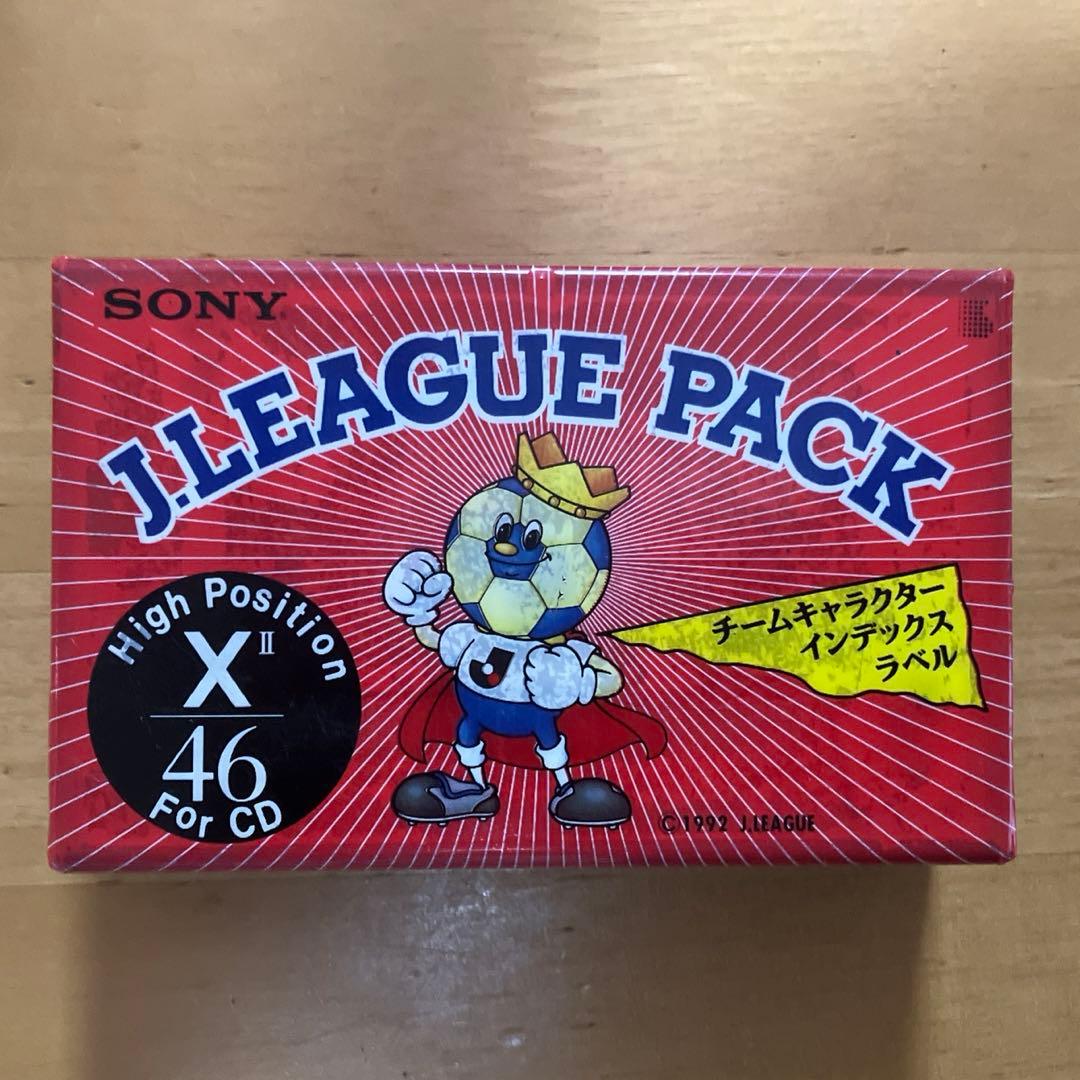 SONY
J.LEAGUE PACK
High Position
XII
46
For CD
チームキャラクター
インデックス
ラベル
©1992 J.LEAGUE